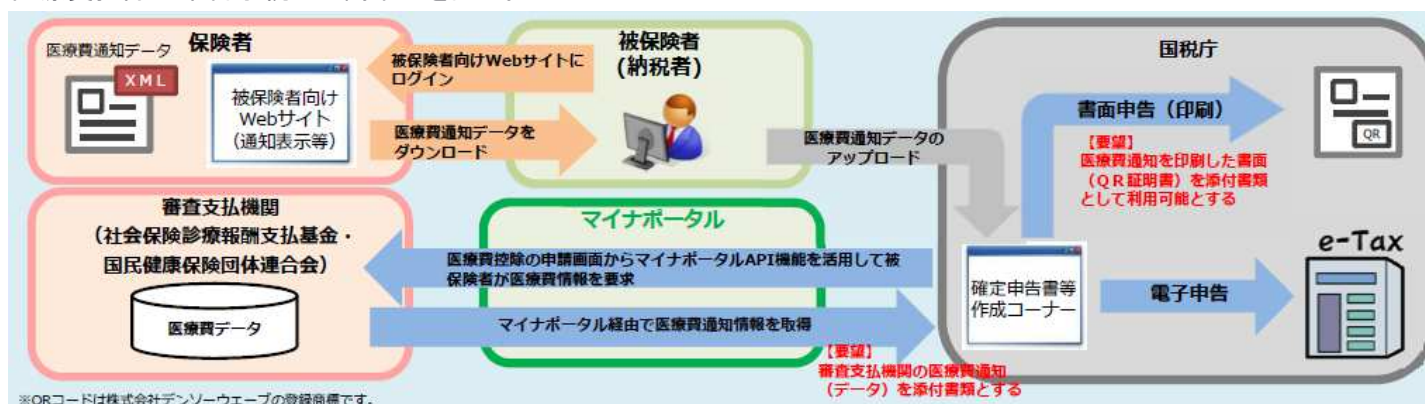 医療費通知データ
保険者
XML
被保険者向け
Webサイト
(通知表示等)
被保険者向けWebサイトに
ログイン
医療費通知データを
ダウンロード
被保険者
(納税者)
医療費通知データの
アップロード
国税庁
書面申告(印刷)
【要望】
医療費通知を印刷した書面
(QR証明書)を添付書類
として利用可能とする
QR
審査支払機関
(社会保険診療報酬支払基金・
国民健康保険団体連合会)
医療費データ
マイナポータル
医療費控除の申請画面からマイナポータルAPI機能を活用して被
保険者が医療費情報を要求
マイナポータル経由で医療費通知情報を取得
【要望】
審査支払機関の医療費通知
(データ)を添付書類とする
確定申告書等
作成コーナー
電子申告
e-Tax
※QRコードは株式会社デンソーウェーブの登録商標です。